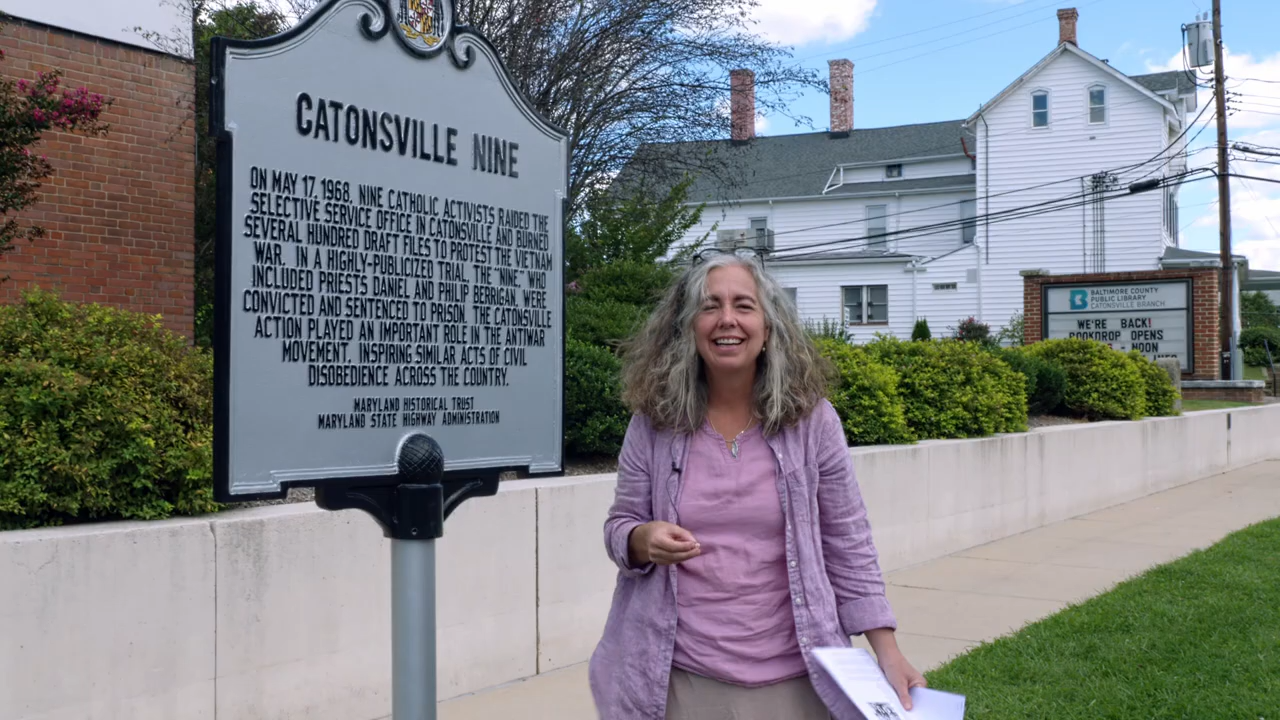 CATONSVILLE NINE
ON MAY 17, 1968, NINE CATHOLIC ACTIVISTS RAIDED THE
SELECTIVE SERVICE OFFICE IN CATONSVILLE AND BURNED
SEVERAL HUNDRED DRAFT FILES TO PROTEST THE VIETNAM
WAR. IN A HIGHLY-PUBLICIZED TRIAL, THE "NINE," WHO
INCLUDED PRIESTS DANIEL AND PHILIP BERRIGAN, WERE
CONVICTED AND SENTENCED TO PRISON. THE CATONSVILLE
ACTION PLAYED AN IMPORTANT ROLE IN THE ANTIWAR
MOVEMENT, INSPIRING SIMILAR ACTS OF CIVIL
DISOBEDIENCE ACROSS THE COUNTRY.
MARYLAND HISTORICAL TRUST
MARYLAND STATE HIGHWAY ADMINISTRATION
BALTIMORE COUNTY
PUBLIC LIBRARY
CATONSVILLE BRANCH
WE'RE BACK!
BOOKDROP OPENS
NOON